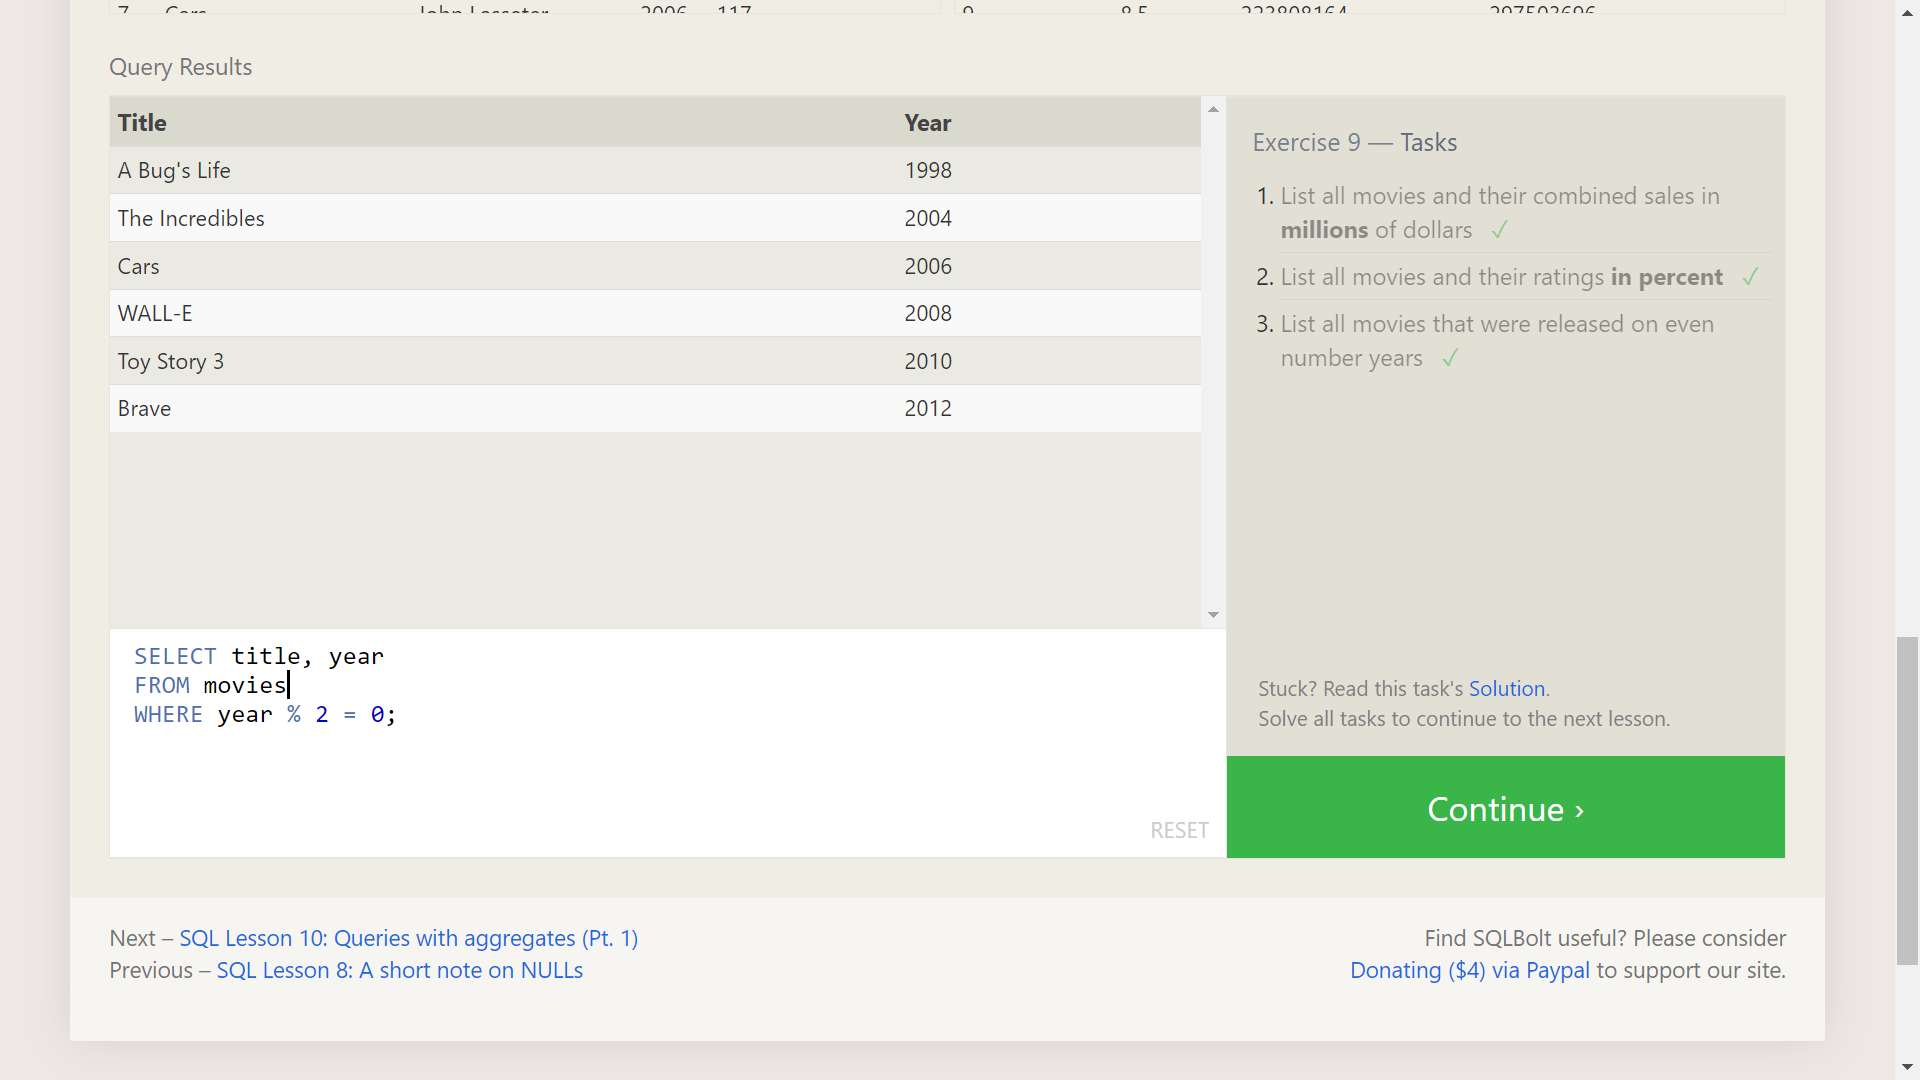 Query Results
Title Year
A Bug's Life 1998
The Incredibles 2004
Cars 2006
WALL-E 2008
Toy Story 3 2010
Brave 2012
SELECT title, year
FROM movies
WHERE year % 2 = 0;
RESET
Exercise 9 — Tasks
1. List all movies and their combined sales in
millions of dollars ✓
2. List all movies and their ratings in percent ✓
3. List all movies that were released on even
number years ✓
Stuck? Read this task's Solution.
Solve all tasks to continue to the next lesson.
Continue ›
Next – SQL Lesson 10: Queries with aggregates (Pt. 1)
Previous – SQL Lesson 8: A short note on NULLs
Find SQLBolt useful? Please consider
Donating ($4) via Paypal to support our site.